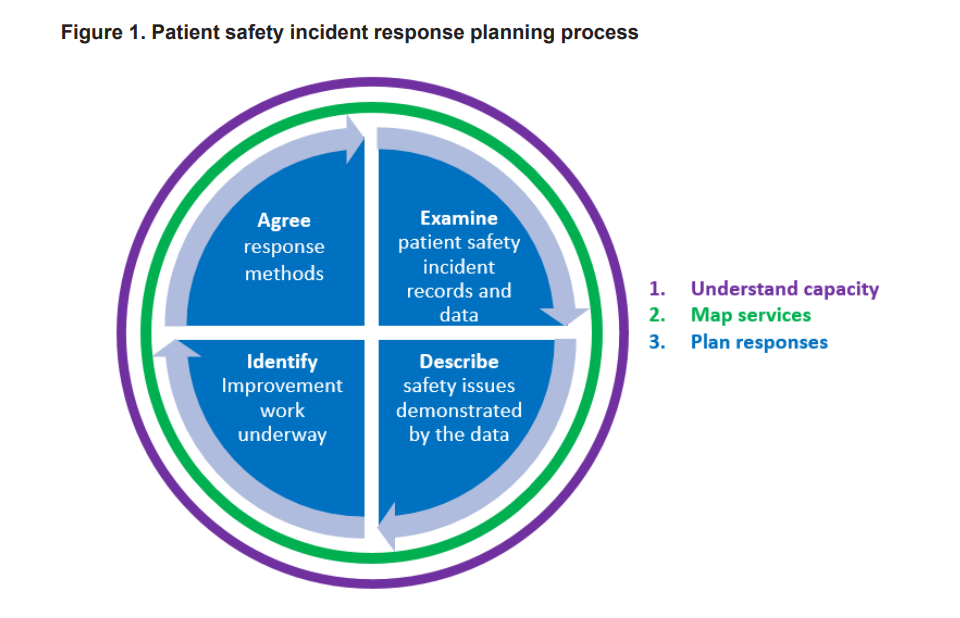 Figure 1. Patient safety incident response planning process
Agree
response
methods
Examine
patient safety
incident
records and
data
Identify
Improvement
work
underway
Describe
safety issues
demonstrated
by the data
1. Understand capacity
2. Map services
3. Plan responses